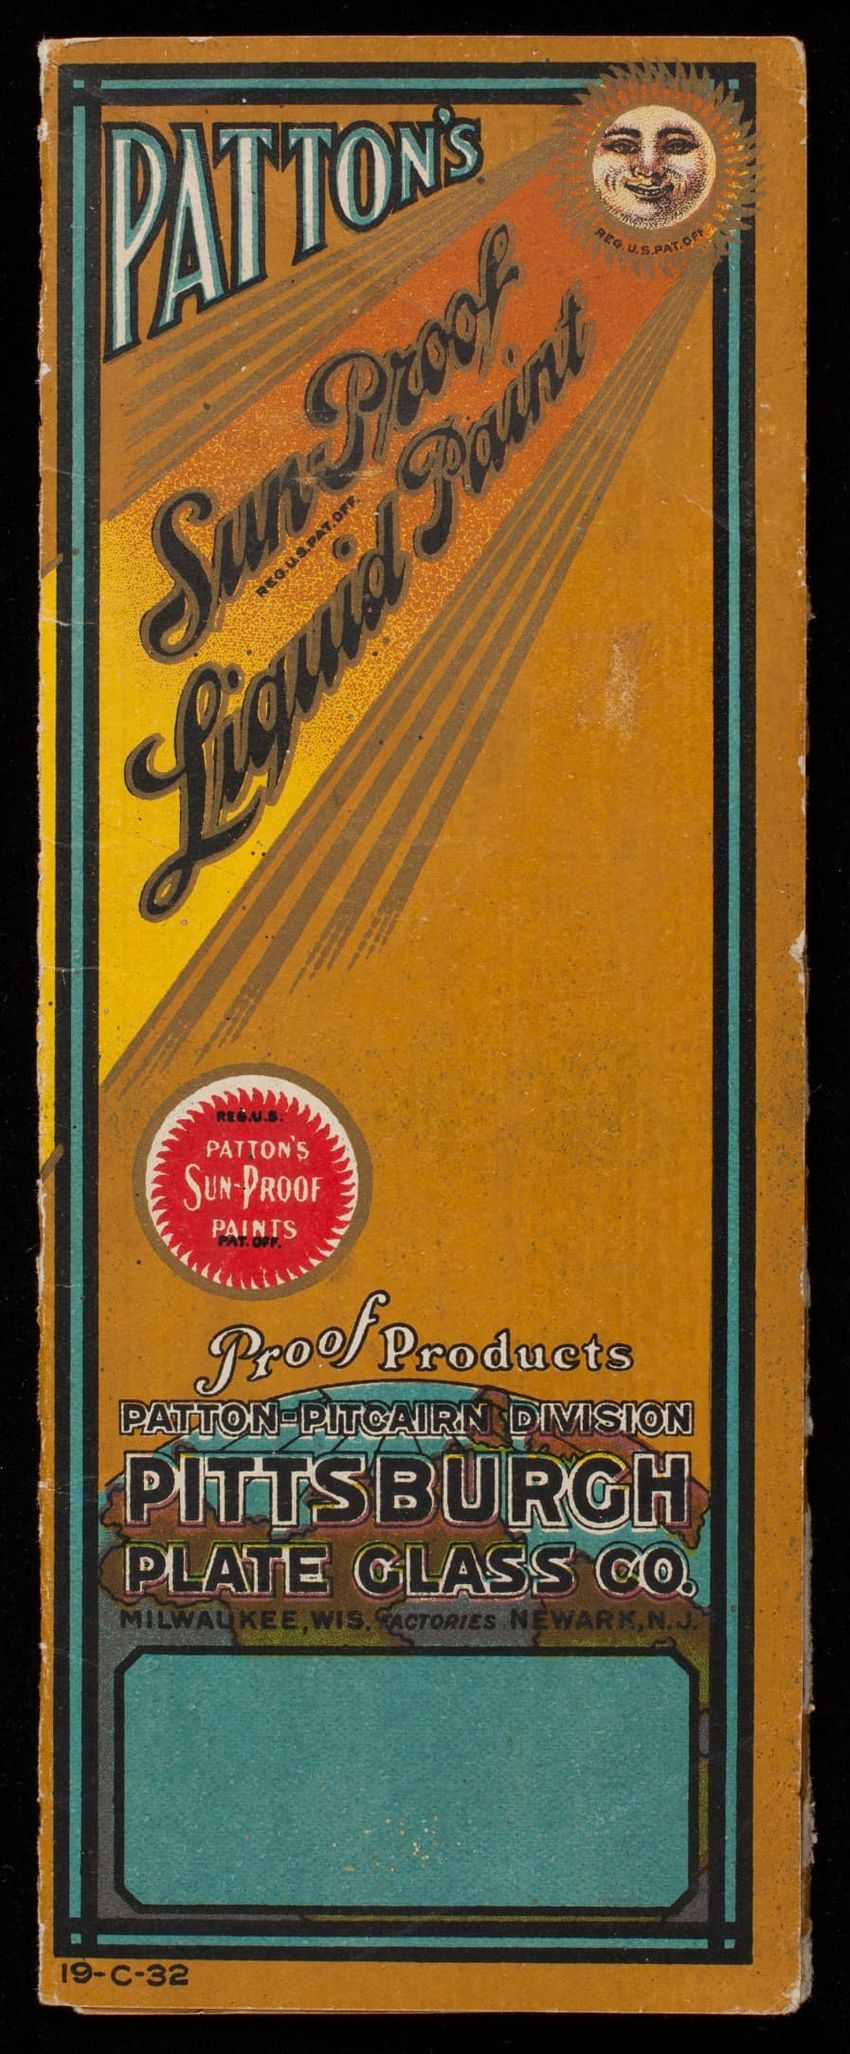 PATTON'S
REG. U.S. PAT. OFF.
Sun-Proof
REG. U.S. PAT. OFF.
Liquid Paint
REG. U.S.
PATTON'S
SUN-PROOF
PAINTS
PAT. OFF.
Proof Products
PATTON-PITCAIRN DIVISION
PITTSBURGH
PLATE GLASS CO.
MILWAUKEE, WIS. FACTORIES NEWARK, N.J.
19-C-32